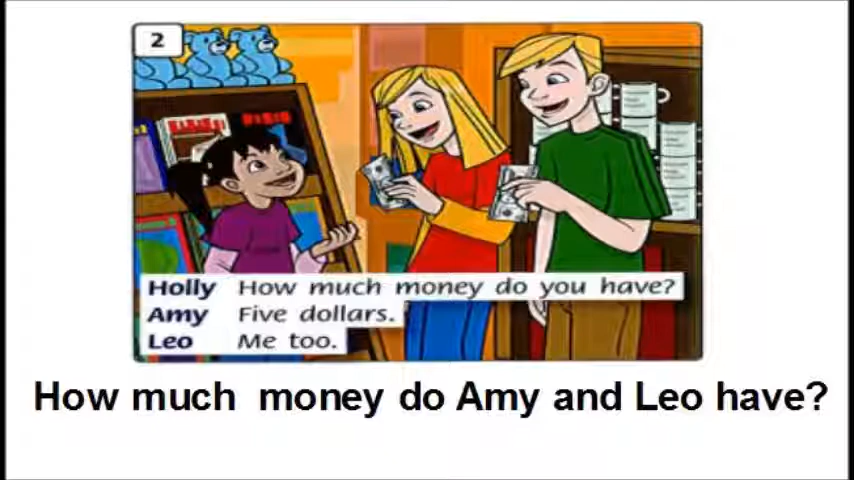 2
Holly How much money do you have?
Amy Five dollars.
Leo Me too.
How much money do Amy and Leo have?